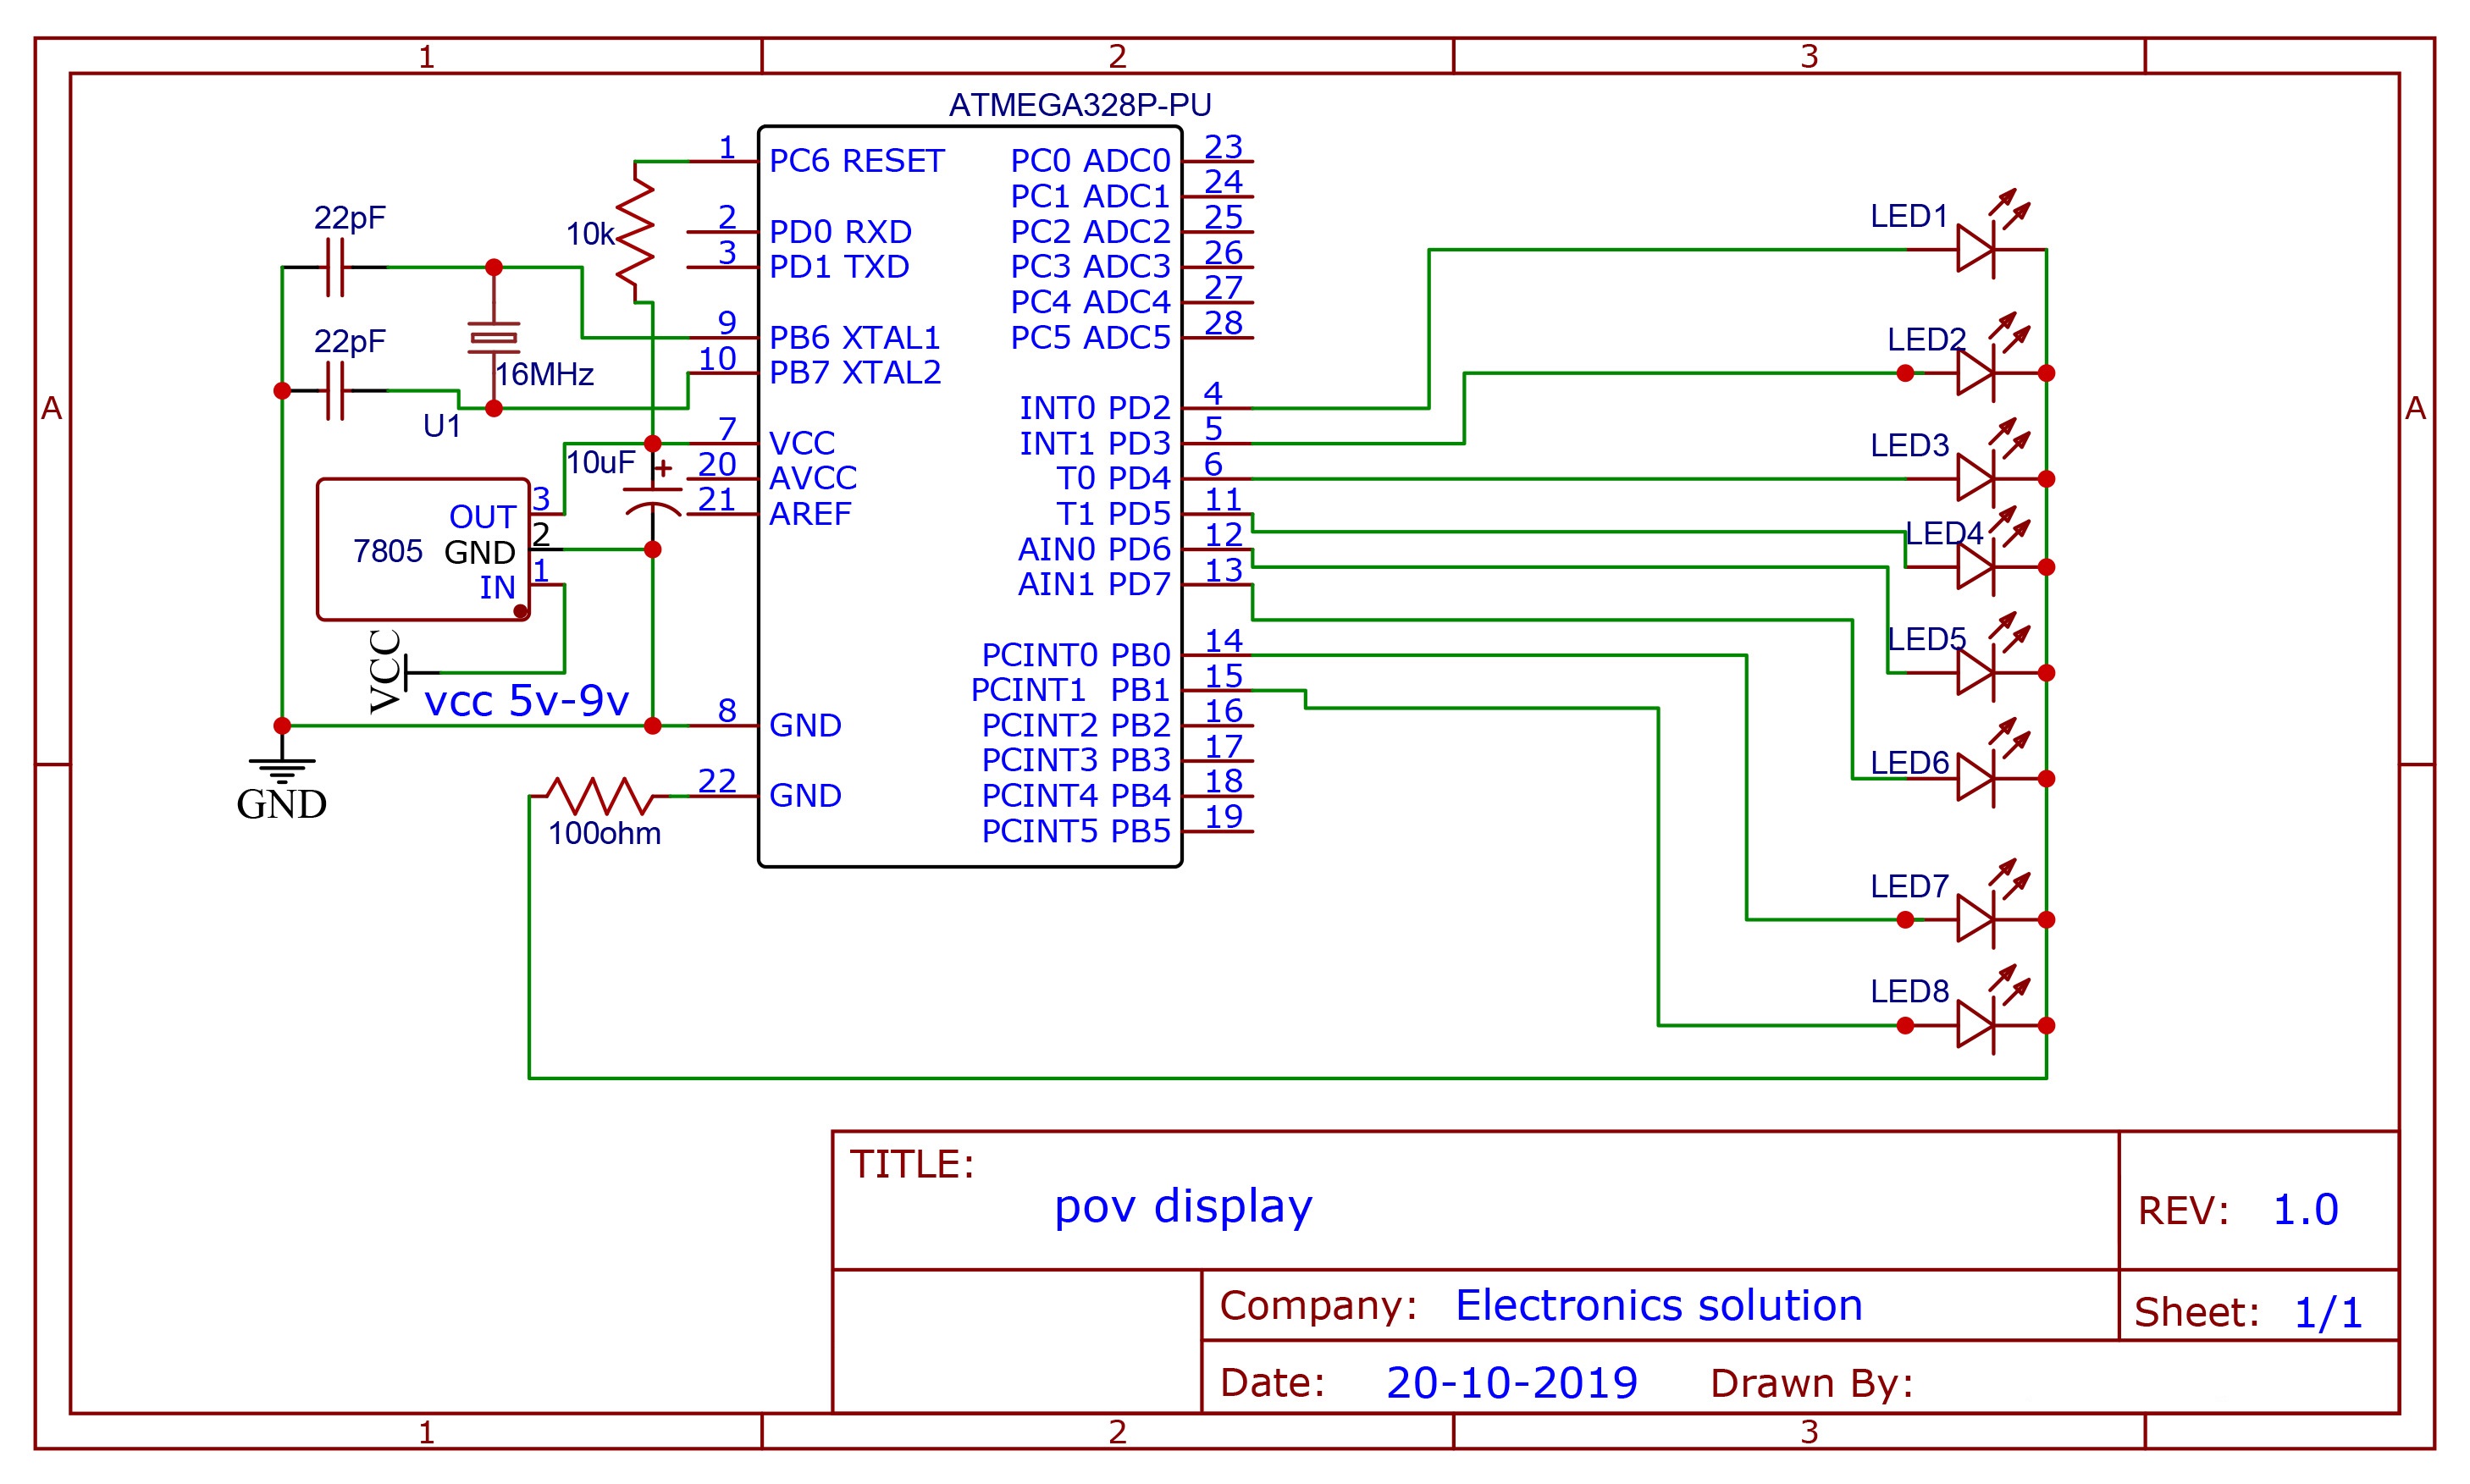 1 2 3
ATMEGA328P-PU
1 PC6 RESET
2 PD0 RXD
3 PD1 TXD
9 PB6 XTAL1
10 PB7 XTAL2
7 VCC
20 AVCC
21 AREF
8 GND
22 GND
PC0 ADC0 23
PC1 ADC1 24
PC2 ADC2 25
PC3 ADC3 26
PC4 ADC4 27
PC5 ADC5 28
INT0 PD2 4
INT1 PD3 5
T0 PD4 6
T1 PD5 11
AIN0 PD6 12
AIN1 PD7 13
PCINT0 PB0 14
PCINT1 PB1 15
PCINT2 PB2 16
PCINT3 PB3 17
PCINT4 PB4 18
PCINT5 PB5 19
22pF
22pF
10k
16MHz
U1
10uF
+
7805
OUT 3
GND 2
IN 1
VCC
vcc 5v-9v
GND
100ohm
LED1
LED2
LED3
LED4
LED5
LED6
LED7
LED8
A A
TITLE:
pov display
REV: 1.0
Company: Electronics solution
Sheet: 1/1
Date: 20-10-2019 Drawn By:
1 2 3